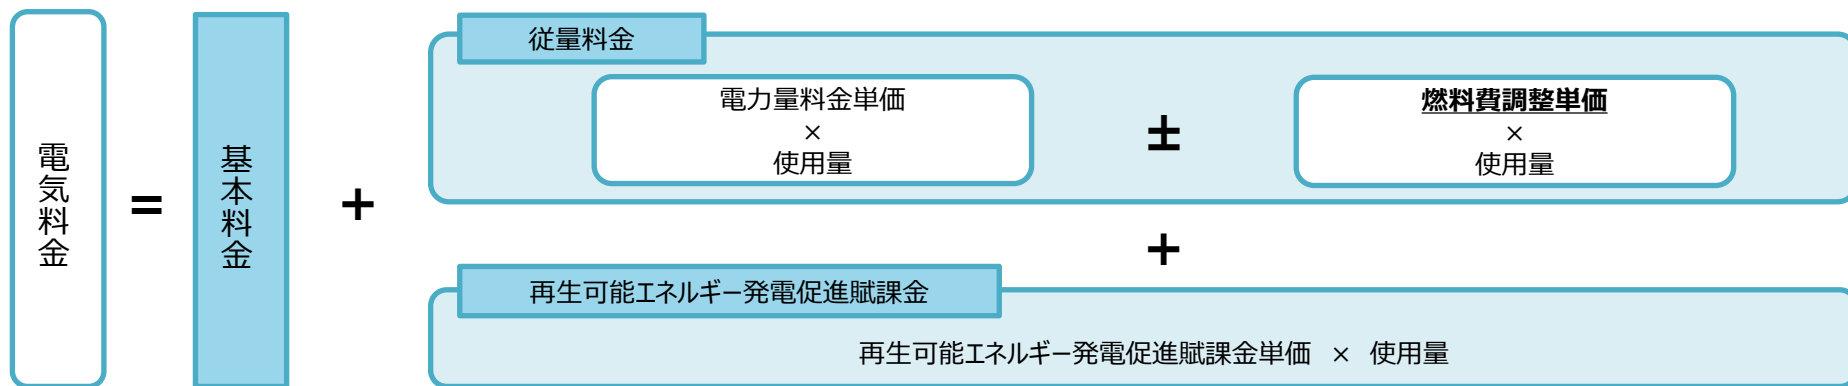 電気料金
=
基本料金
+
従量料金
電力量料金単価
×
使用量
±
燃料費調整単価
×
使用量
+
再生可能エネルギー発電促進賦課金
再生可能エネルギー発電促進賦課金単価 × 使用量